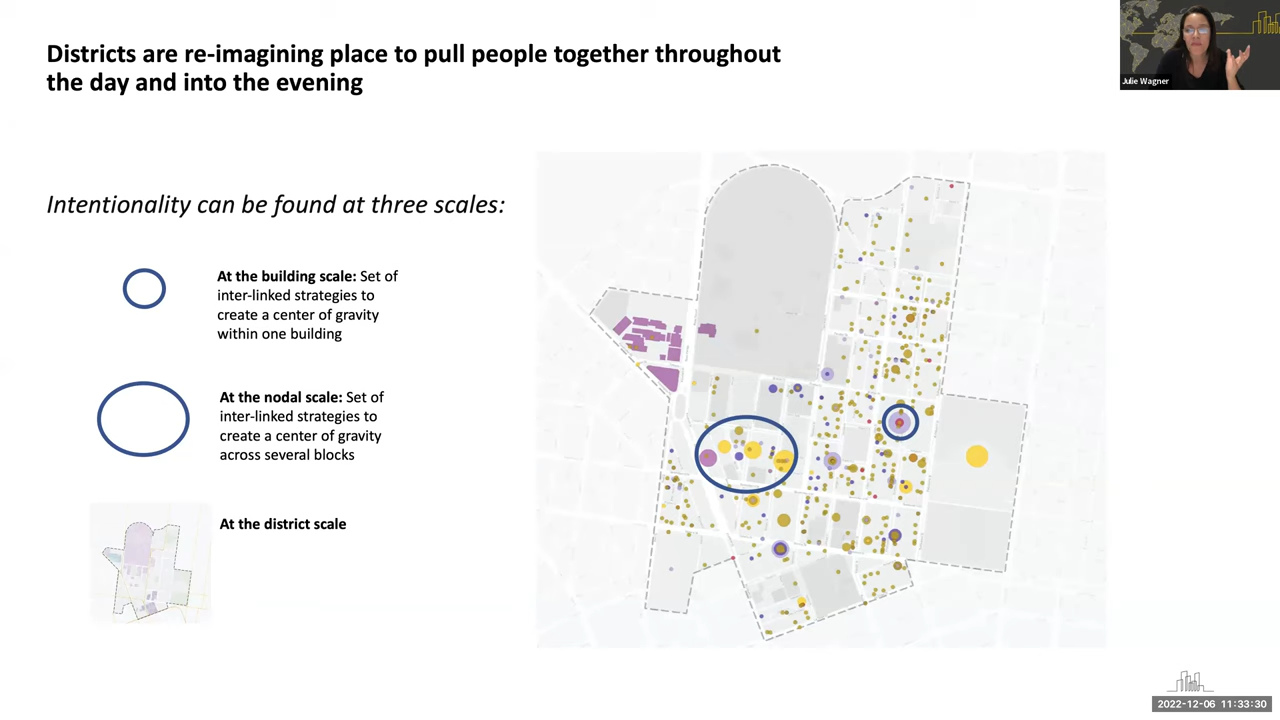 Districts are re-imagining place to pull people together throughout
the day and into the evening
Julie Wagner
Intentionality can be found at three scales:
At the building scale: Set of
inter-linked strategies to
create a center of gravity
within one building
At the nodal scale: Set of
inter-linked strategies to
create a center of gravity
across several blocks
At the district scale
2022-12-06 11:33:30